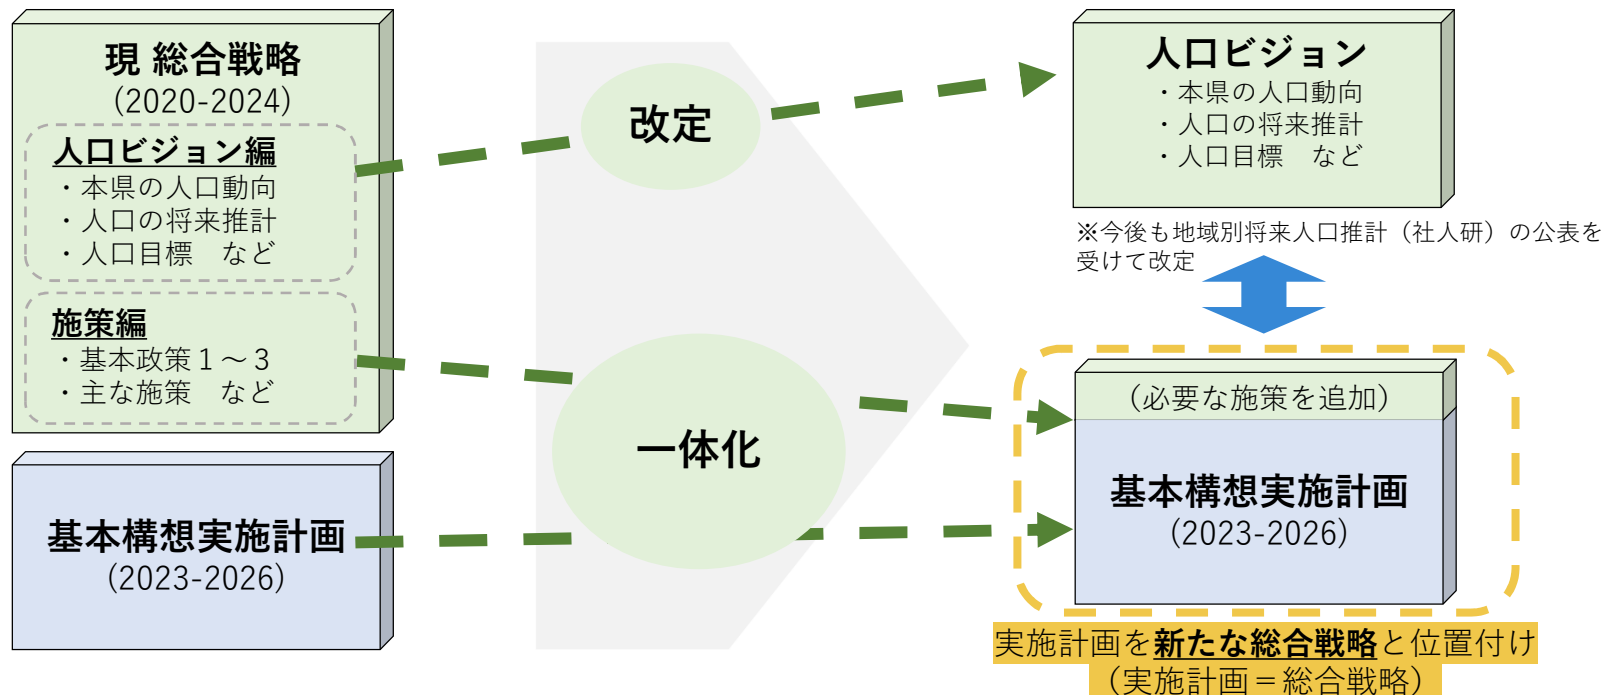 現 総合戦略
(2020-2024)
人口ビジョン編
・本県の人口動向
・人口の将来推計
・人口目標　など
施策編
・基本政策１～３
・主な施策　など
基本構想実施計画
(2023-2026)
改定
一体化
人口ビジョン
・本県の人口動向
・人口の将来推計
・人口目標　など
※今後も地域別将来人口推計（社人研）の公表を
受けて改定
（必要な施策を追加）
基本構想実施計画
(2023-2026)
実施計画を新たな総合戦略と位置付け
（実施計画＝総合戦略）